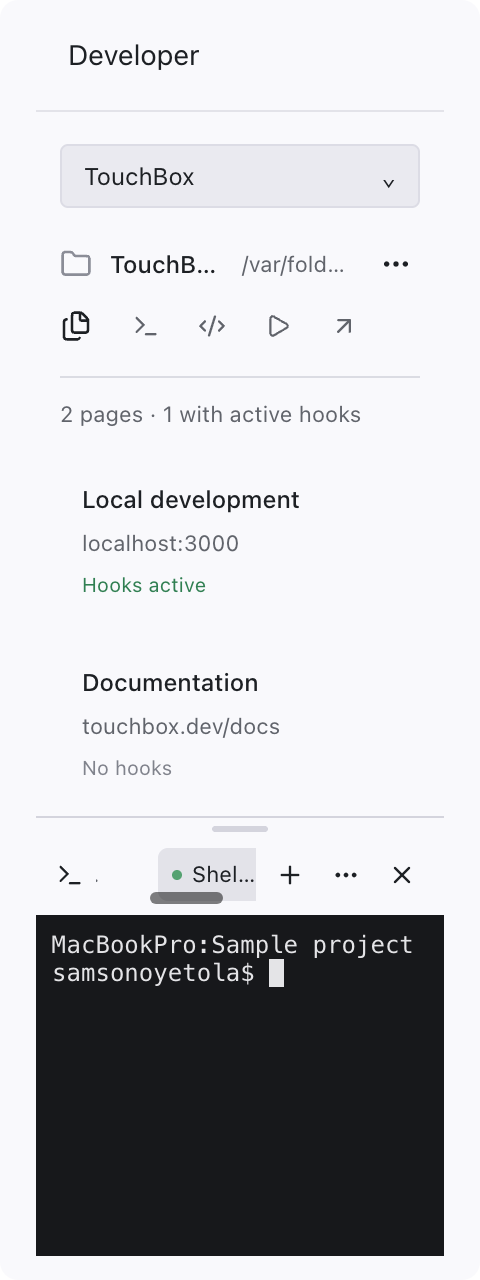 Developer
TouchBox
TouchB... /var/fold...
2 pages · 1 with active hooks
Local development
localhost:3000
Hooks active
Documentation
touchbox.dev/docs
No hooks
Shel...
MacBookPro:Sample project
samsonoyetola$